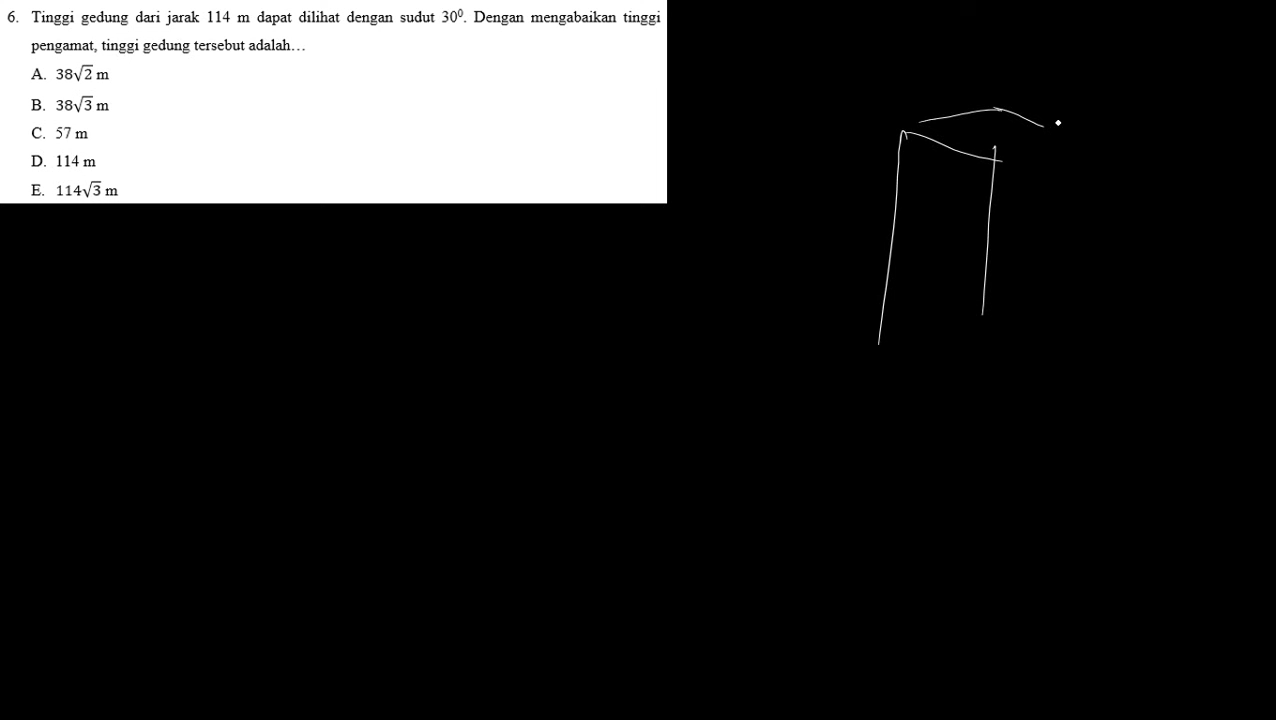 6. Tinggi gedung dari jarak 114 m dapat dilihat dengan sudut 30⁰. Dengan mengabaikan tinggi
pengamat, tinggi gedung tersebut adalah…
A. 38√2 m
B. 38√3 m
C. 57 m
D. 114 m
E. 114√3 m